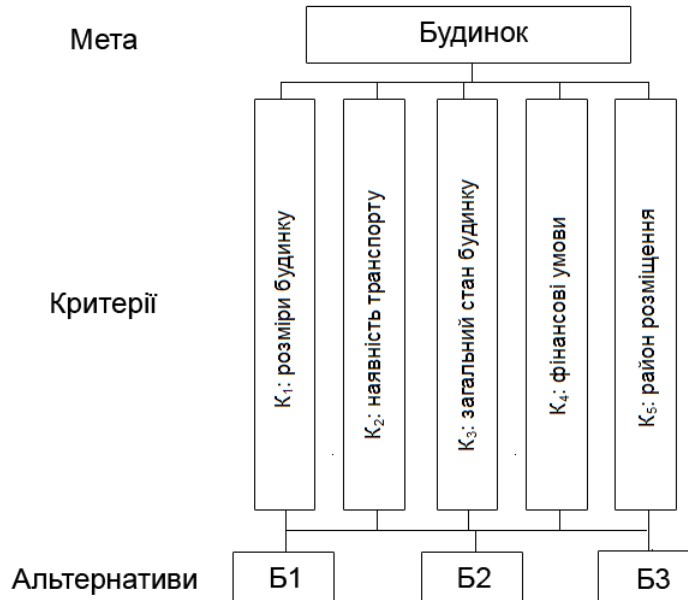 Мета
Будинок
Критерії
К₁: розміри будинку
К₂: наявність транспорту
К₃: загальний стан будинку
К₄: фінансові умови
К₅: район розміщення
Альтернативи
Б1
Б2
Б3